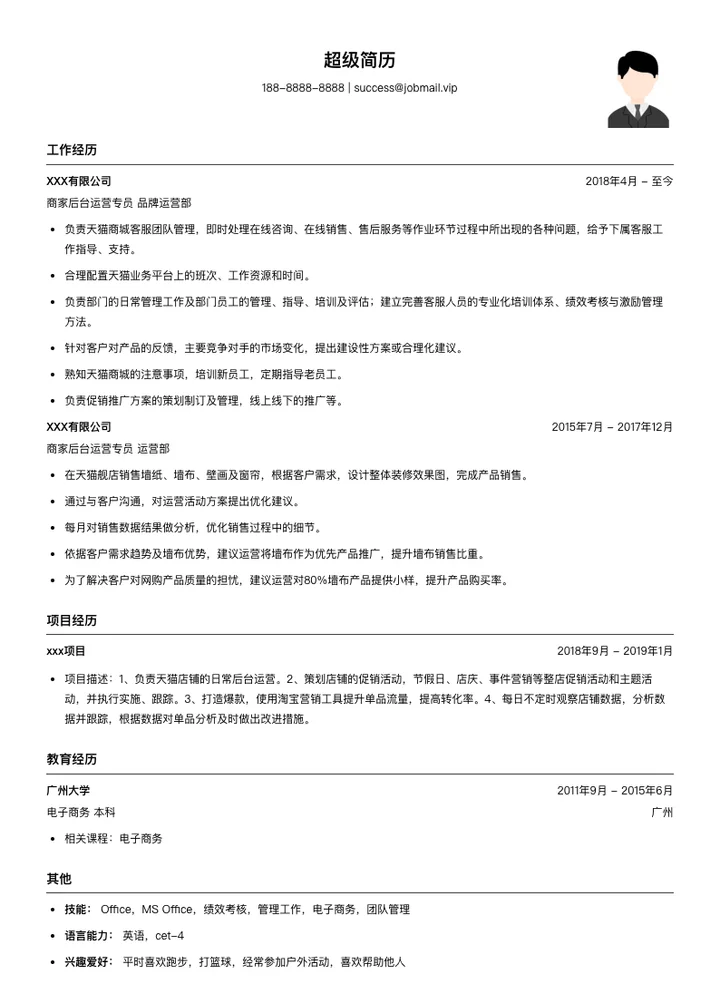 超级简历
188-8888-8888 | success@jobmail.vip
工作经历
XXX有限公司 2018年4月 – 至今
商家后台运营专员 品牌运营部
• 负责天猫商城客服团队管理，即时处理在线咨询、在线销售、售后服务等作业环节过程中所出现的各种问题，给予下属客服工
作指导、支持。
• 合理配置天猫业务平台上的班次、工作资源和时间。
• 负责部门的日常管理工作及部门员工的管理、指导、培训及评估；建立完善客服人员的专业化培训体系、绩效考核与激励管理
方法。
• 针对客户对产品的反馈，主要竞争对手的市场变化，提出建设性方案或合理化建议。
• 熟知天猫商城的注意事项，培训新员工，定期指导老员工。
• 负责促销推广方案的策划制订及管理，线上线下的推广等。
XXX有限公司 2015年7月 – 2017年12月
商家后台运营专员 运营部
• 在天猫舰店销售墙纸、墙布、壁画及窗帘，根据客户需求，设计整体装修效果图，完成产品销售。
• 通过与客户沟通，对运营活动方案提出优化建议。
• 每月对销售数据结果做分析，优化销售过程中的细节。
• 依据客户需求趋势及墙布优势，建议运营将墙布作为优先产品推广，提升墙布销售比重。
• 为了解决客户对网购产品质量的担忧，建议运营对80%墙布产品提供小样，提升产品购买率。
项目经历
xxx项目 2018年9月 – 2019年1月
• 项目描述：1、负责天猫店铺的日常后台运营。2、策划店铺的促销活动，节假日、店庆、事件营销等整店促销活动和主题活
动，并执行实施、跟踪。3、打造爆款，使用淘宝营销工具提升单品流量，提高转化率。4、每日不定时观察店铺数据，分析数
据并跟踪，根据数据对单品分析及时做出改进措施。
教育经历
广州大学 2011年9月 – 2015年6月
电子商务 本科 广州
• 相关课程：电子商务
其他
• 技能： Office，MS Office，绩效考核，管理工作，电子商务，团队管理
• 语言能力： 英语，cet-4
• 兴趣爱好： 平时喜欢跑步，打篮球，经常参加户外活动，喜欢帮助他人